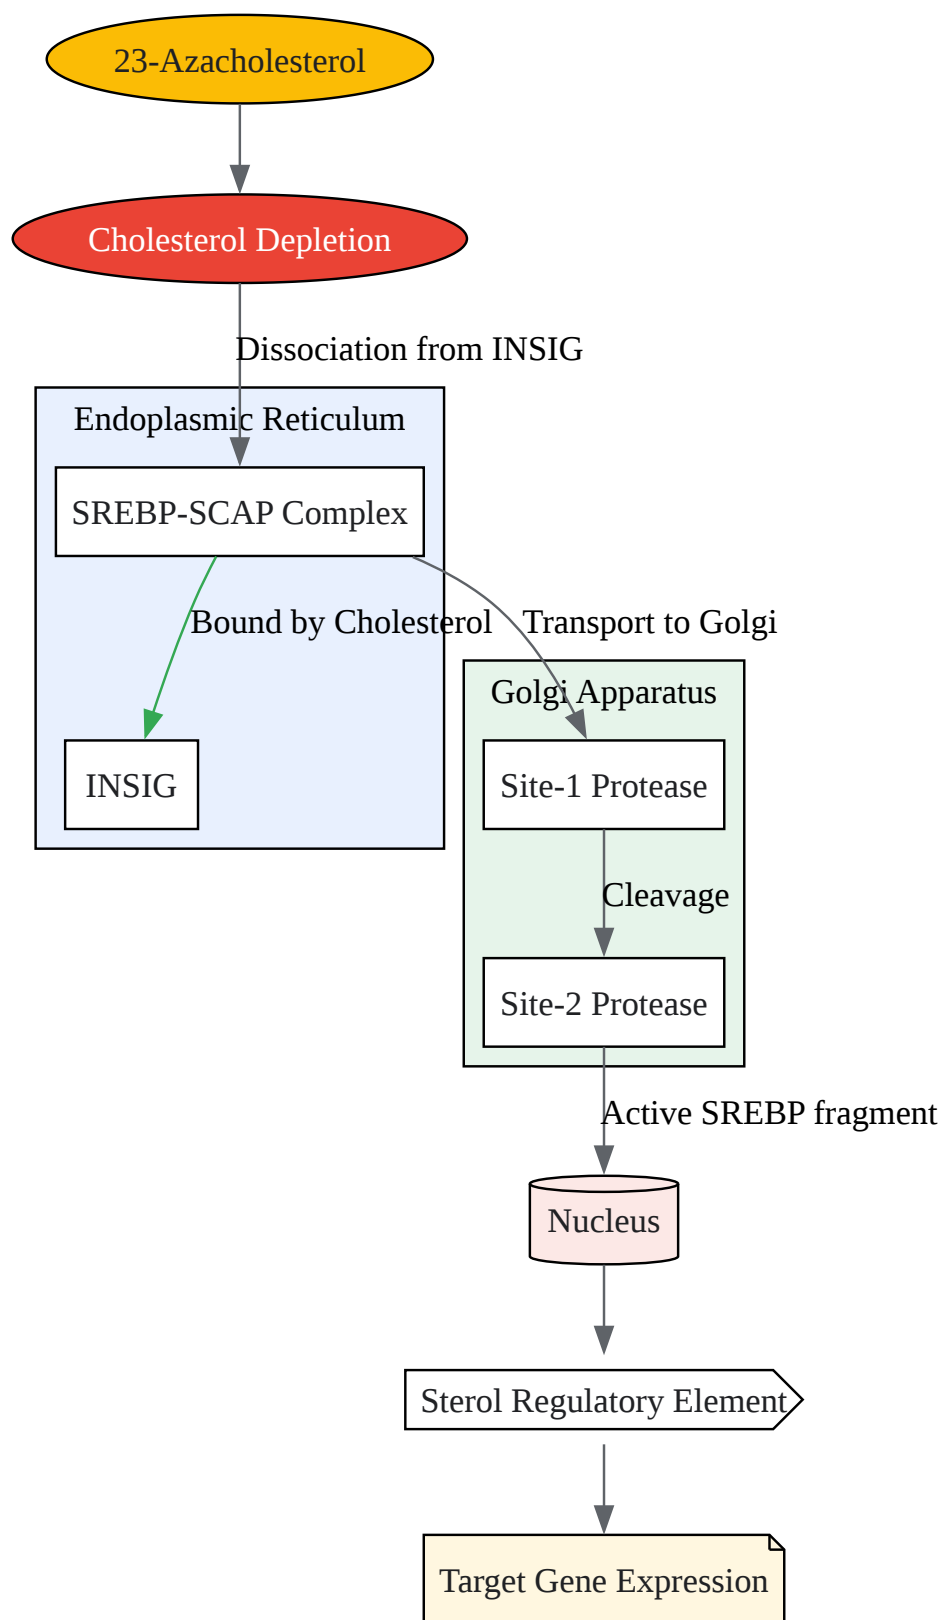 23-Azacholesterol
Cholesterol Depletion
Dissociation from INSIG
Endoplasmic Reticulum
SREBP-SCAP Complex
Bound by Cholesterol
Transport to Golgi
Golgi Apparatus
INSIG
Site-1 Protease
Cleavage
Site-2 Protease
Active SREBP fragment
Nucleus
Sterol Regulatory Element
Target Gene Expression